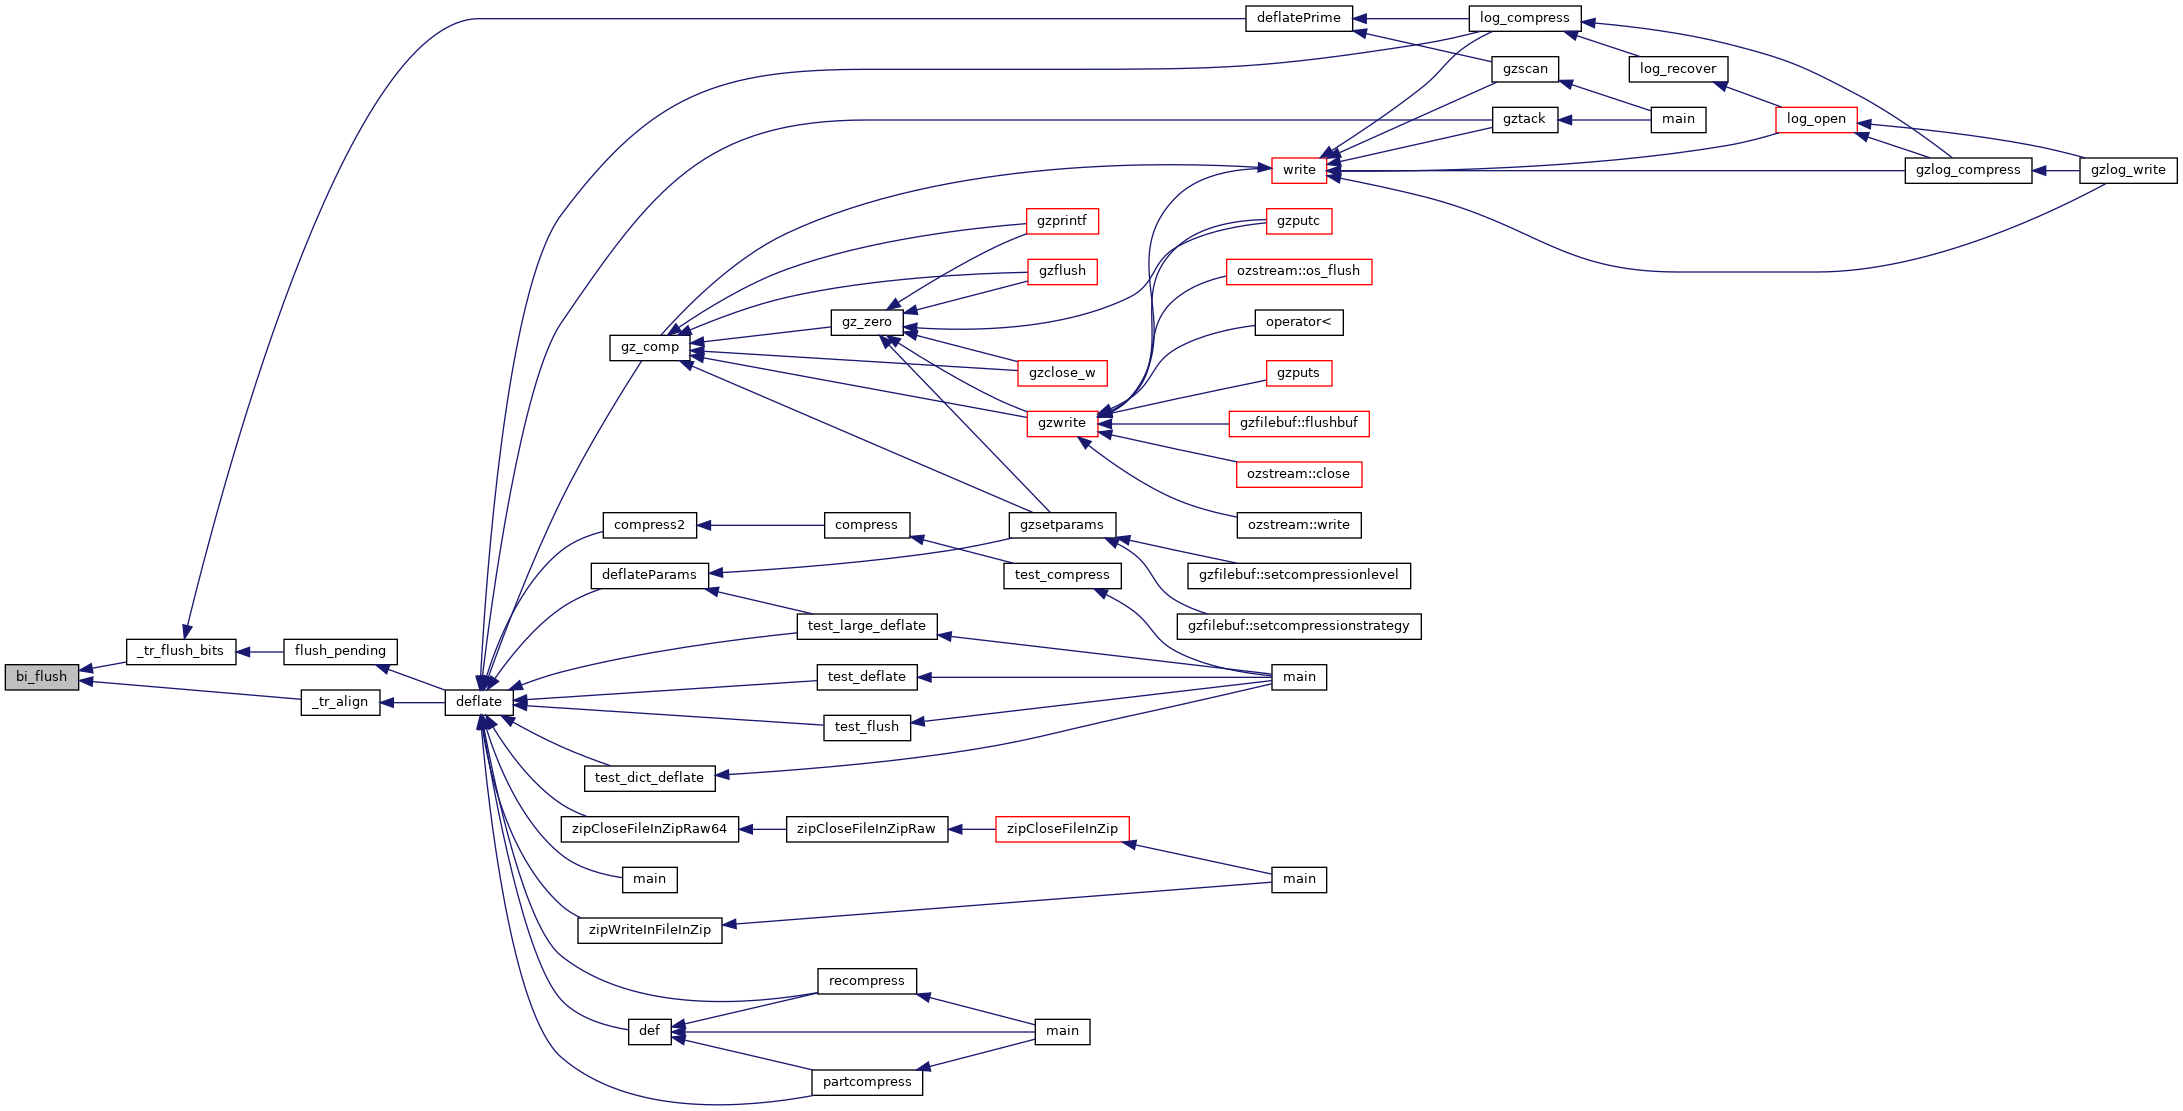 deflatePrime
log_compress
gzscan
log_recover
gztack
main
log_open
write
gzlog_compress
gzlog_write
gzprintf
gzputc
gzflush
ozstream::os_flush
gz_zero
operator<
gz_comp
gzclose_w
gzputs
gzwrite
gzfilebuf::flushbuf
ozstream::close
compress2
compress
gzsetparams
ozstream::write
deflateParams
test_compress
gzfilebuf::setcompressionlevel
test_large_deflate
gzfilebuf::setcompressionstrategy
_tr_flush_bits
flush_pending
bi_flush
test_deflate
main
_tr_align
deflate
test_flush
test_dict_deflate
zipCloseFileInZipRaw64
zipCloseFileInZipRaw
zipCloseFileInZip
main
main
zipWriteInFileInZip
recompress
def
main
partcompress